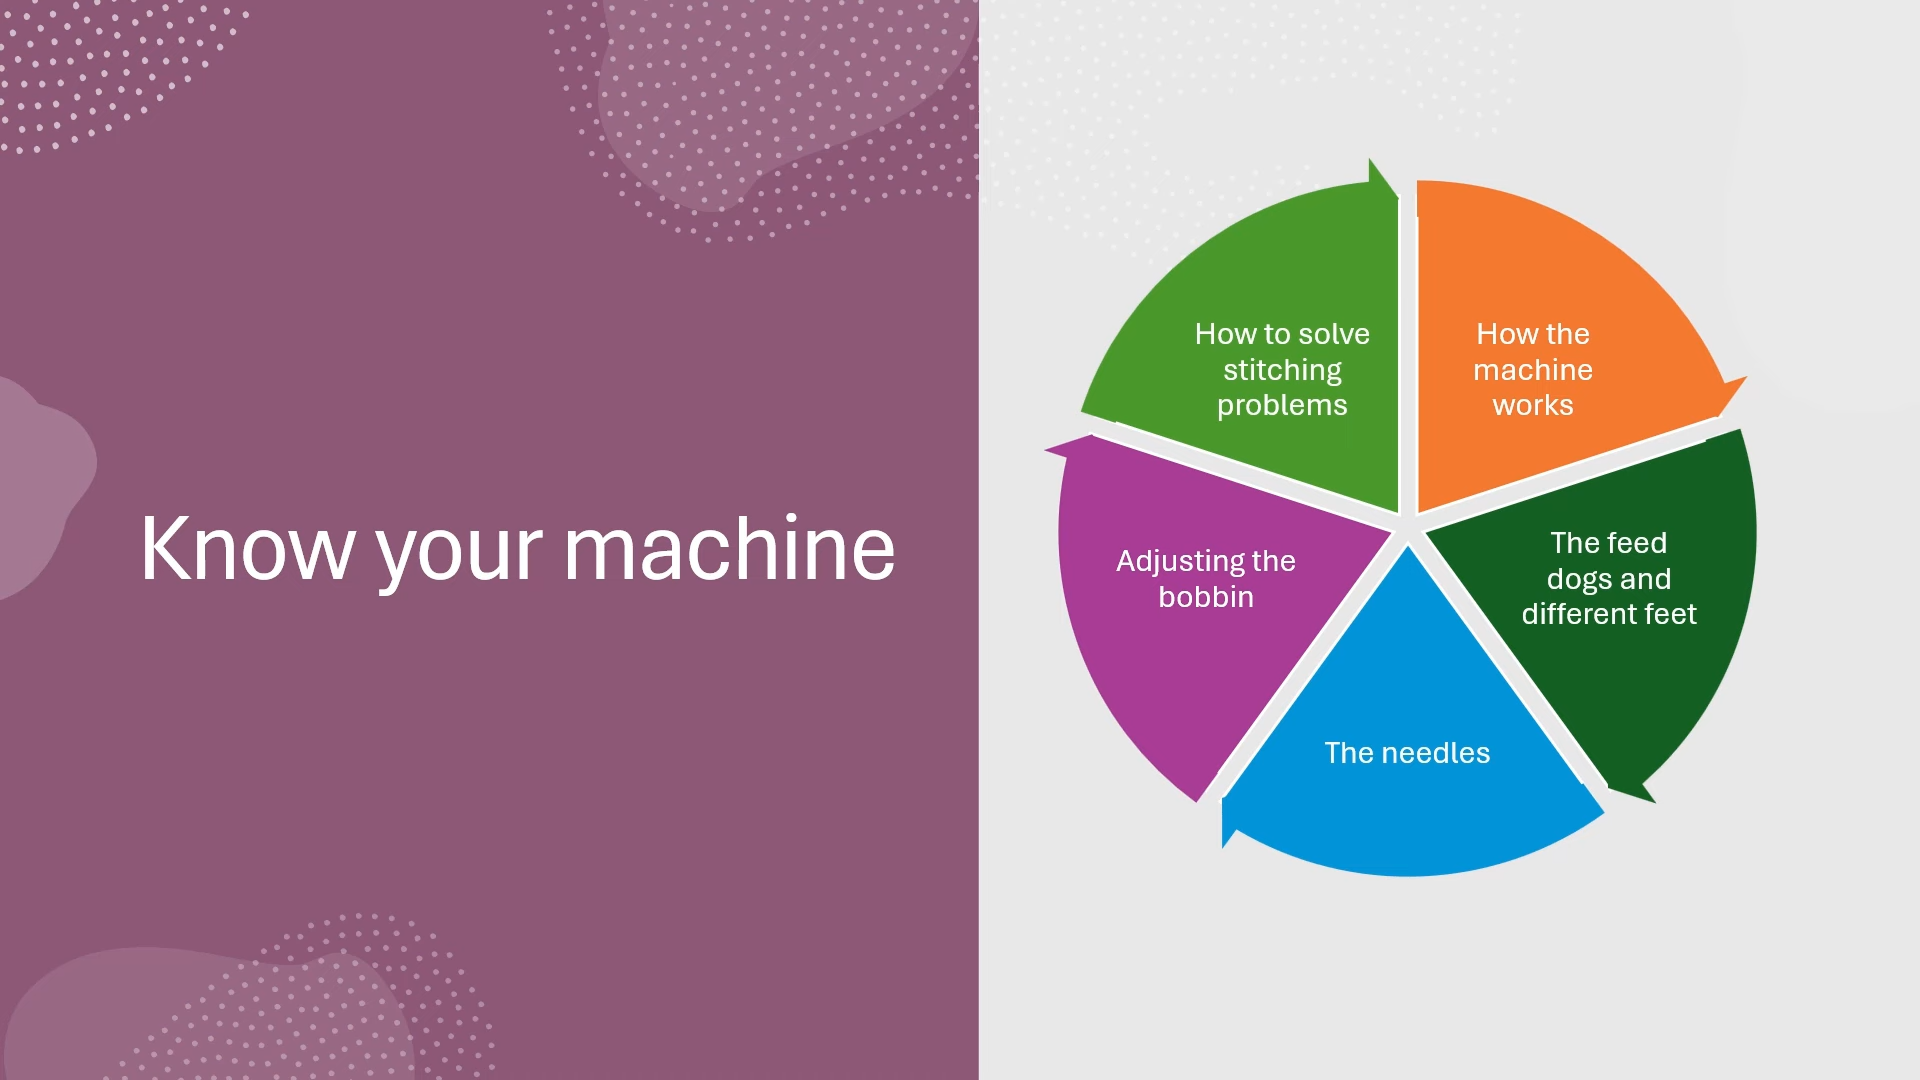 Know your machine
How the
machine
works
The feed
dogs and
different feet
The needles
Adjusting the
bobbin
How to solve
stitching
problems